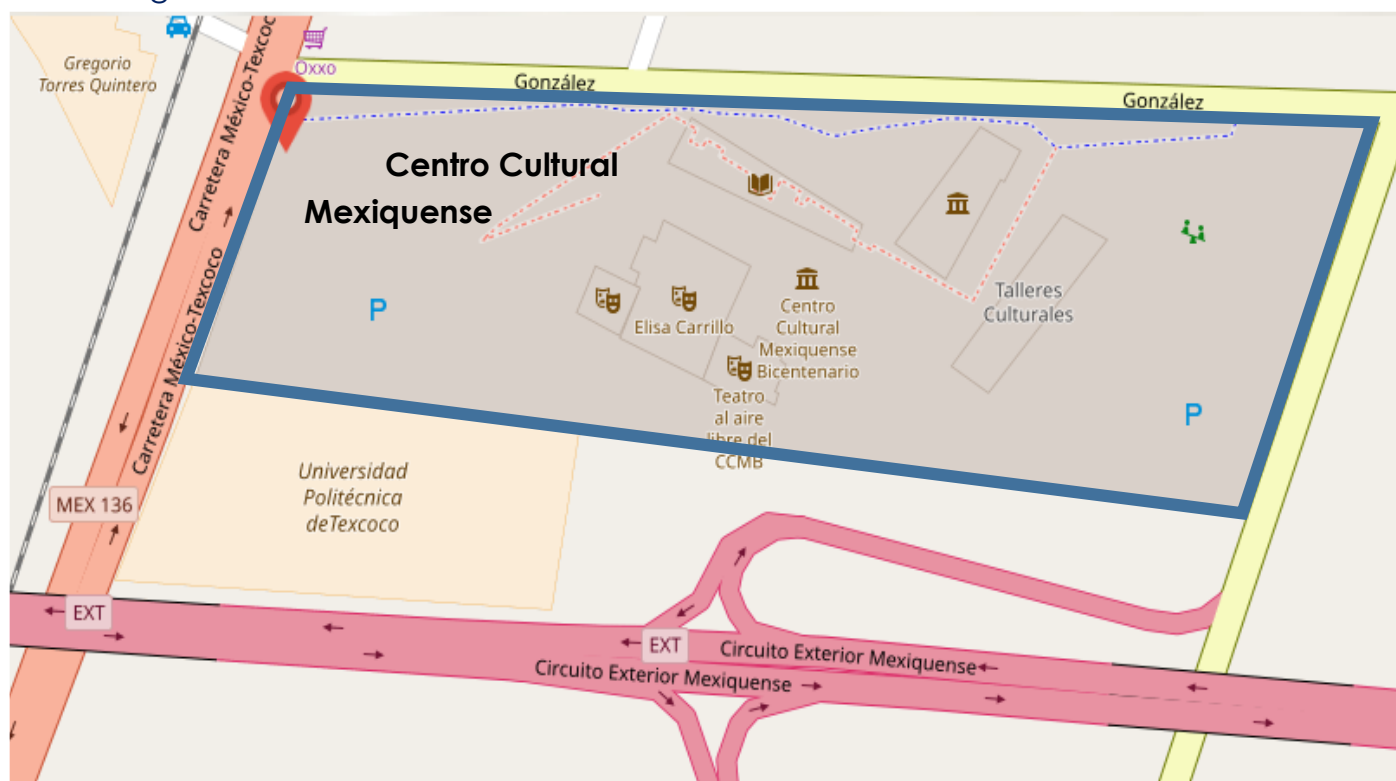 Gregorio
Torres Quintero
Oxxo
González
González
Carretera México-Texcoco
Carretera México-Texcoco
Centro Cultural
Mexiquense
P
Elisa Carrillo
Centro
Cultural
Mexiquense
Bicentenario
Talleres
Culturales
Teatro
al aire
libre del
CCMB
P
Universidad
Politécnica
deTexcoco
MEX 136
EXT
EXT
Circuito Exterior Mexiquense
Circuito Exterior Mexiquense